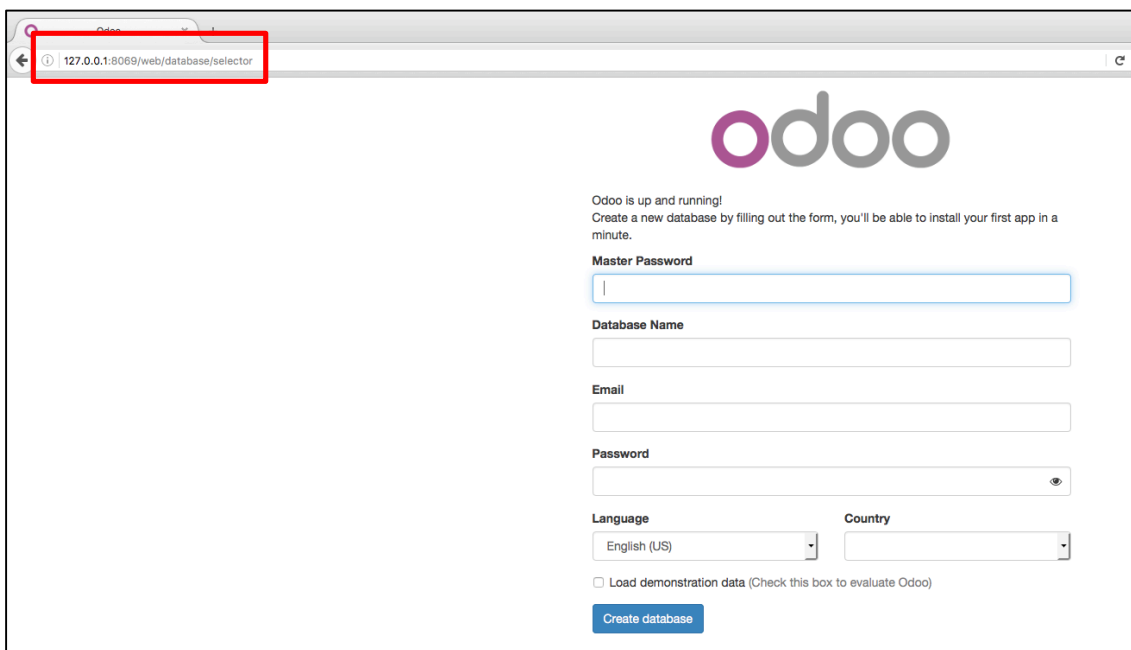 Odoo
127.0.0.1:8069/web/database/selector
odoo
Odoo is up and running!
Create a new database by filling out the form, you'll be able to install your first app in a
minute.
Master Password
Database Name
Email
Password
Language Country
English (US)
Load demonstration data (Check this box to evaluate Odoo)
Create database